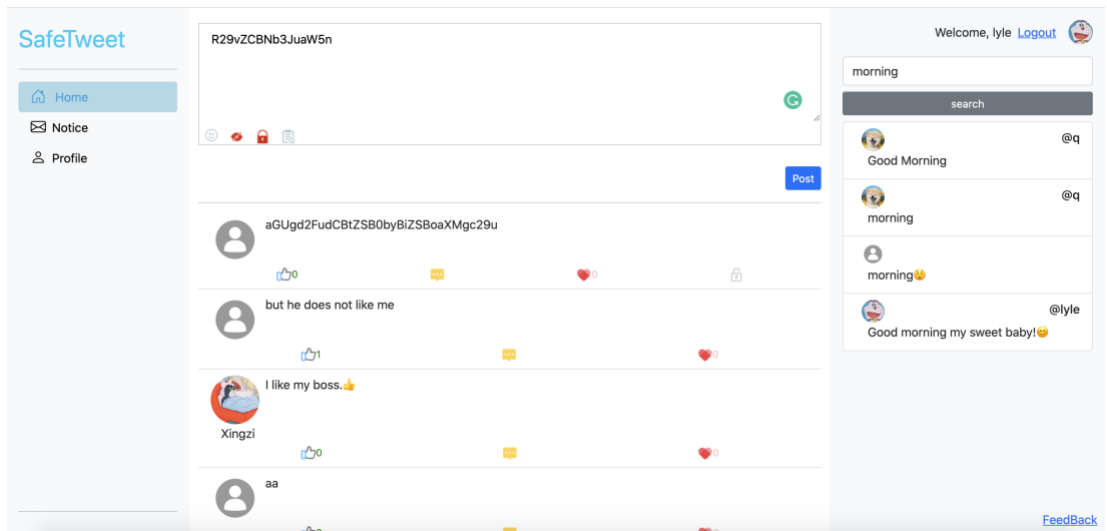 SafeTweet
Home
Notice
Profile
R29vZCBNb3JuaW5n
Post
aGUgd2FudCBtZSB0byBiZSBoaXMgc29u
0
0
but he does not like me
1
0
I like my boss.👍
Xingzi
0
0
aa
Welcome, lyle Logout
morning
search
@q
Good Morning
@q
morning
morning😲
@lyle
Good morning my sweet baby!😊
FeedBack